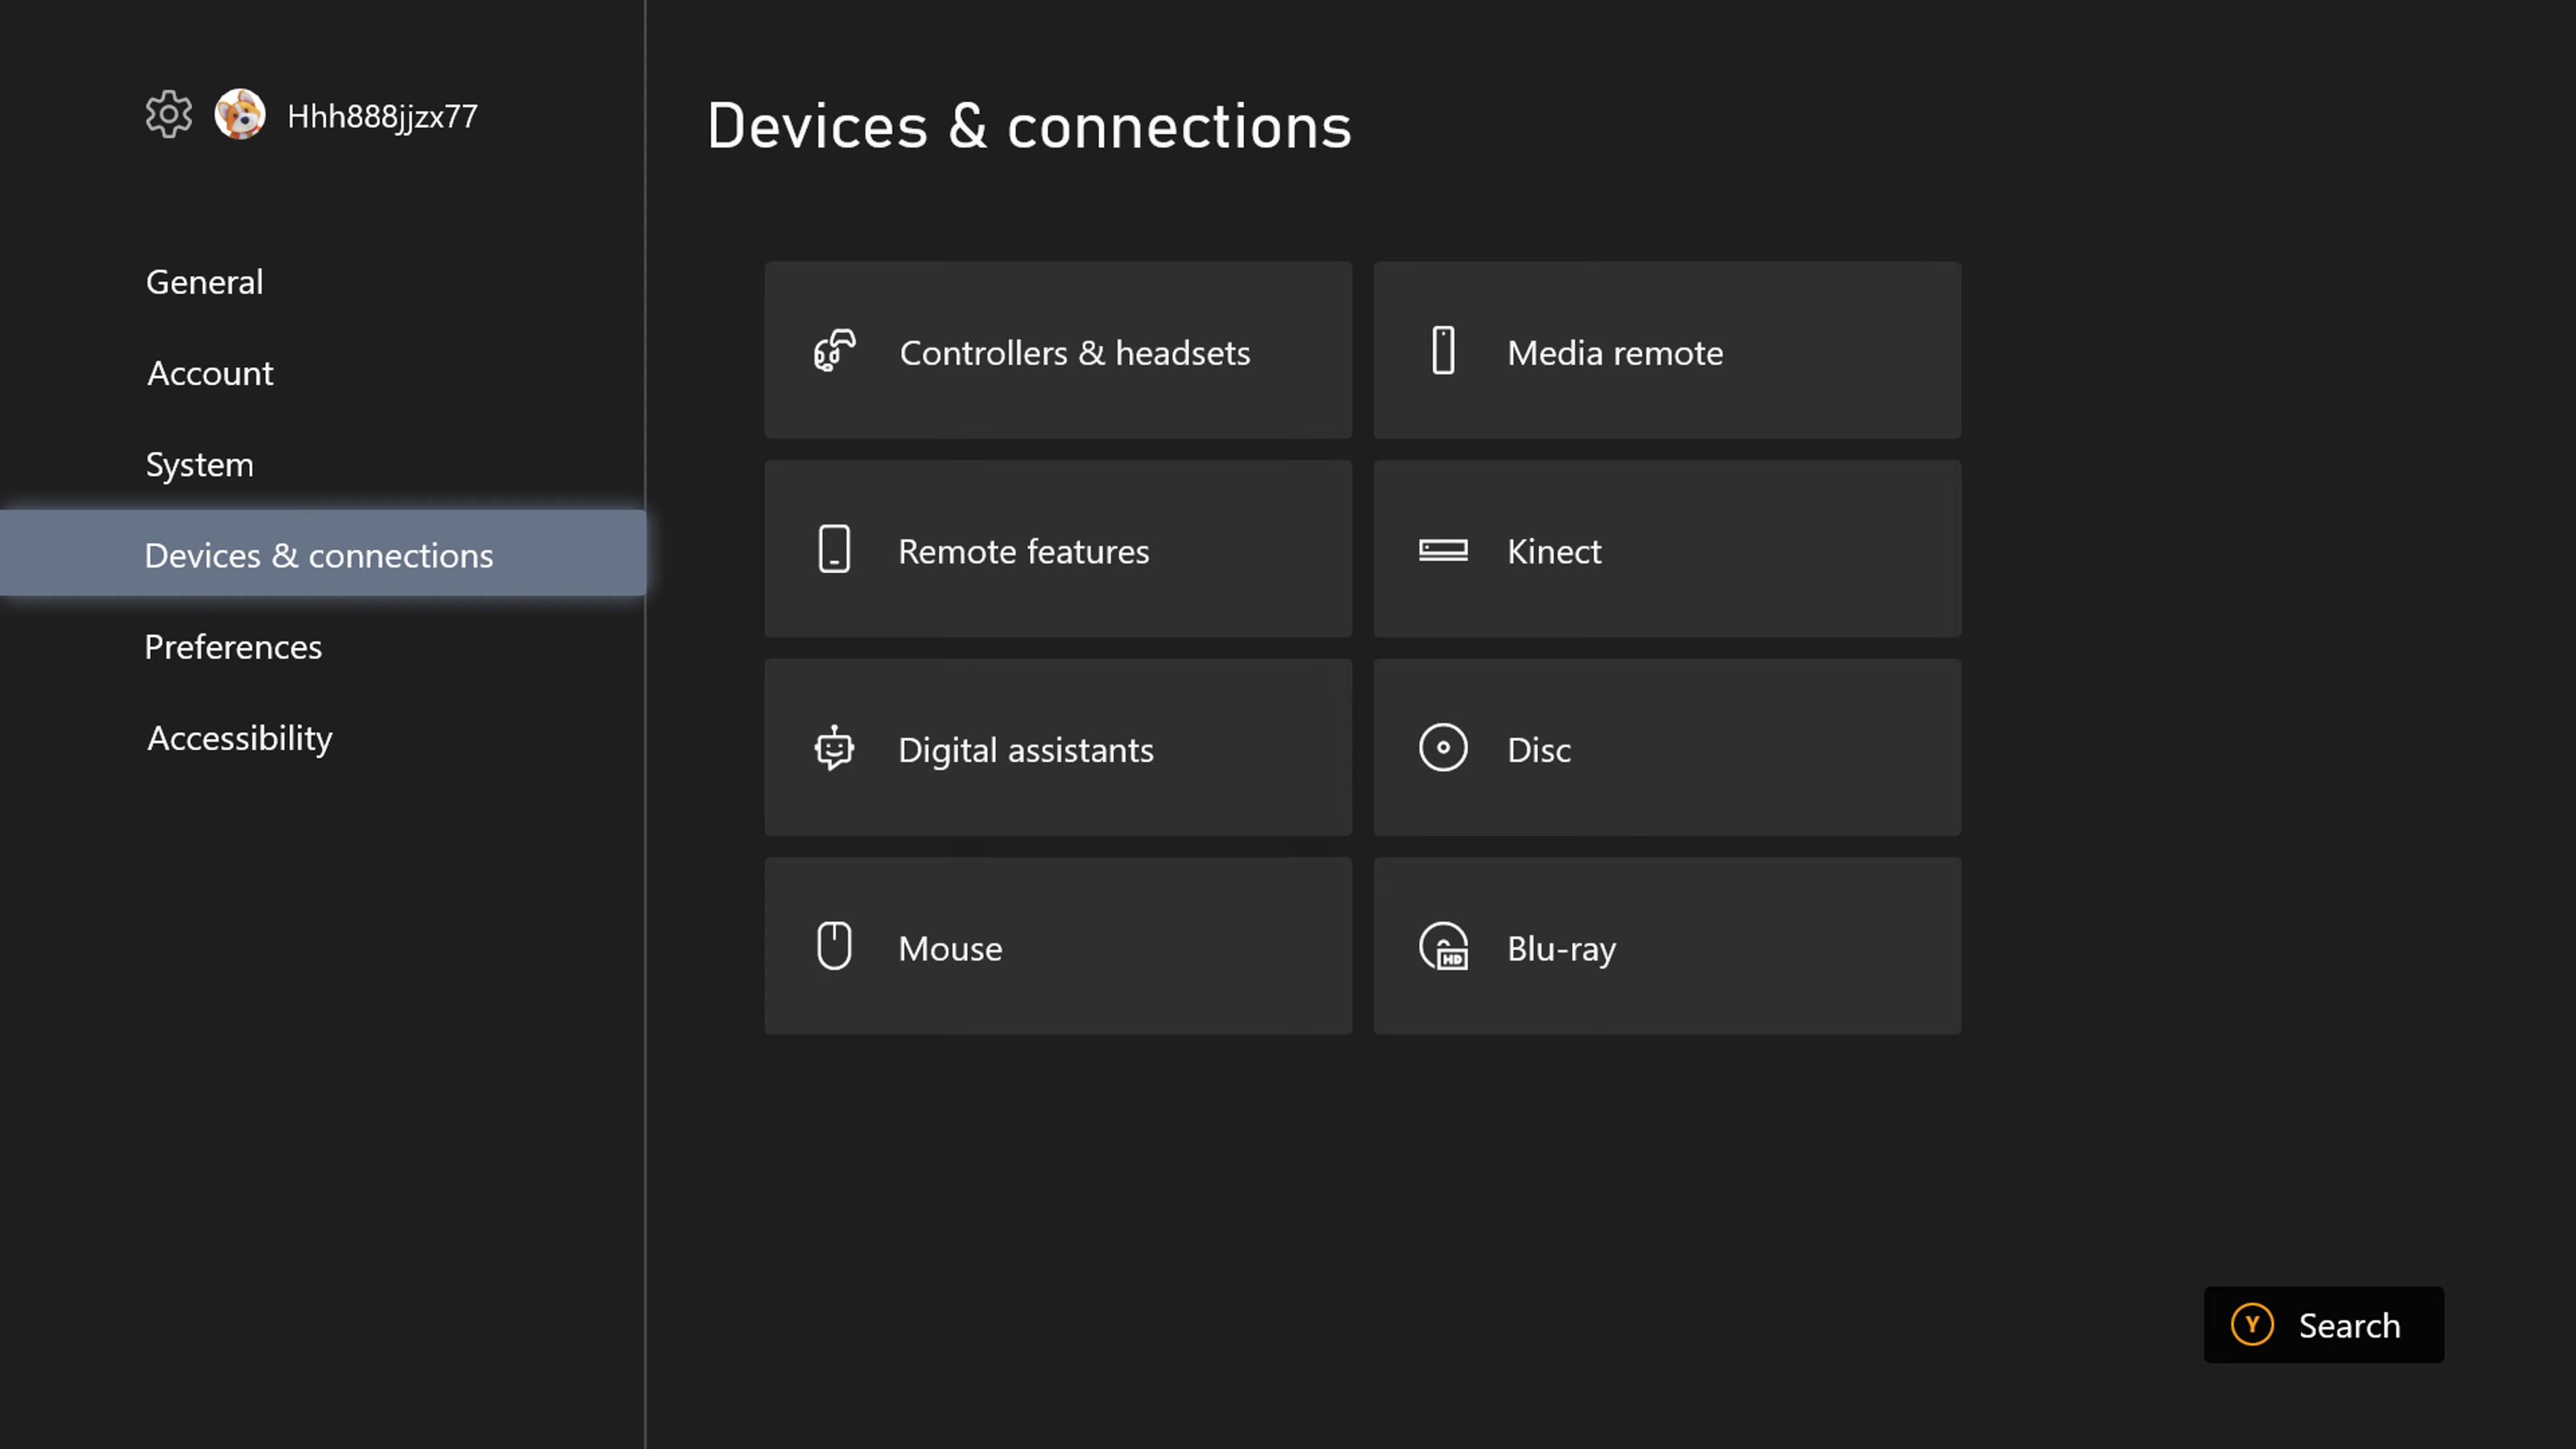 Hhh888jjzx77
General
Account
System
Devices & connections
Preferences
Accessibility
Devices & connections
Controllers & headsets
Media remote
Remote features
Kinect
Digital assistants
Disc
Mouse
HD
Blu-ray
Y
Search